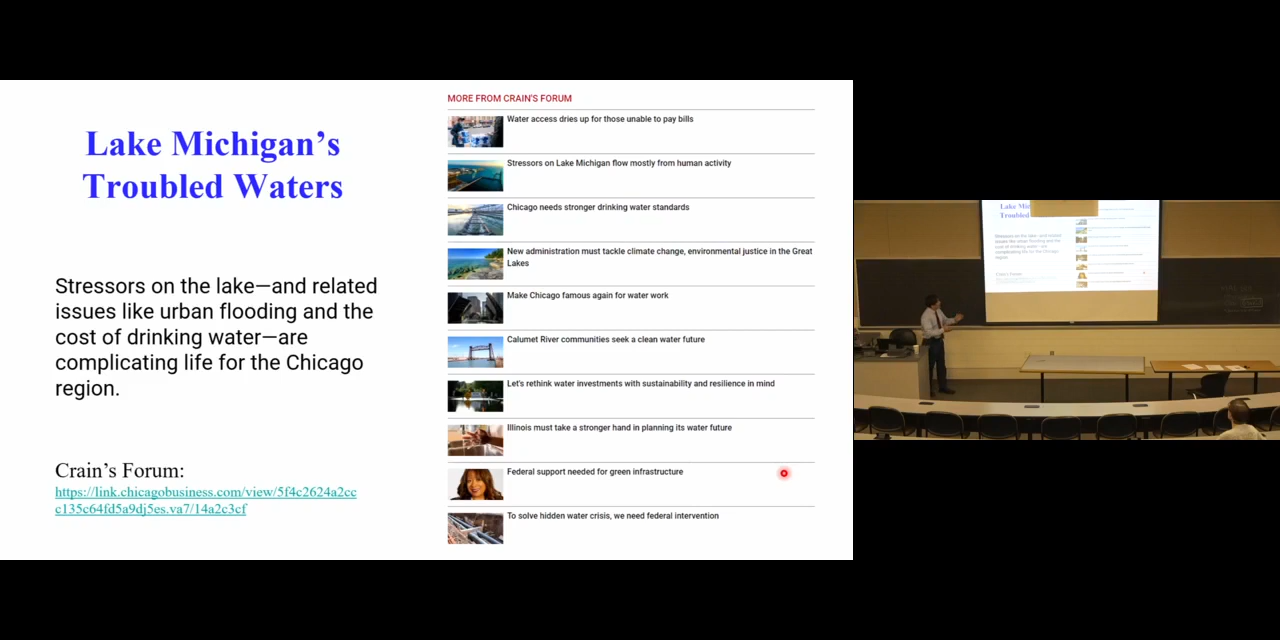 Lake Michigan’s
Troubled Waters
Stressors on the lake—and related
issues like urban flooding and the
cost of drinking water—are
complicating life for the Chicago
region.
Crain’s Forum:
https://link.chicagobusiness.com/view/5f4c2624a2cc
c135c64fd5a9dj5es.va7/14a2c3cf
MORE FROM CRAIN'S FORUM
Water access dries up for those unable to pay bills
Stressors on Lake Michigan flow mostly from human activity
Chicago needs stronger drinking water standards
New administration must tackle climate change, environmental justice in the Great
Lakes
Make Chicago famous again for water work
Calumet River communities seek a clean water future
Let's rethink water investments with sustainability and resilience in mind
Illinois must take a stronger hand in planning its water future
Federal support needed for green infrastructure
To solve hidden water crisis, we need federal intervention